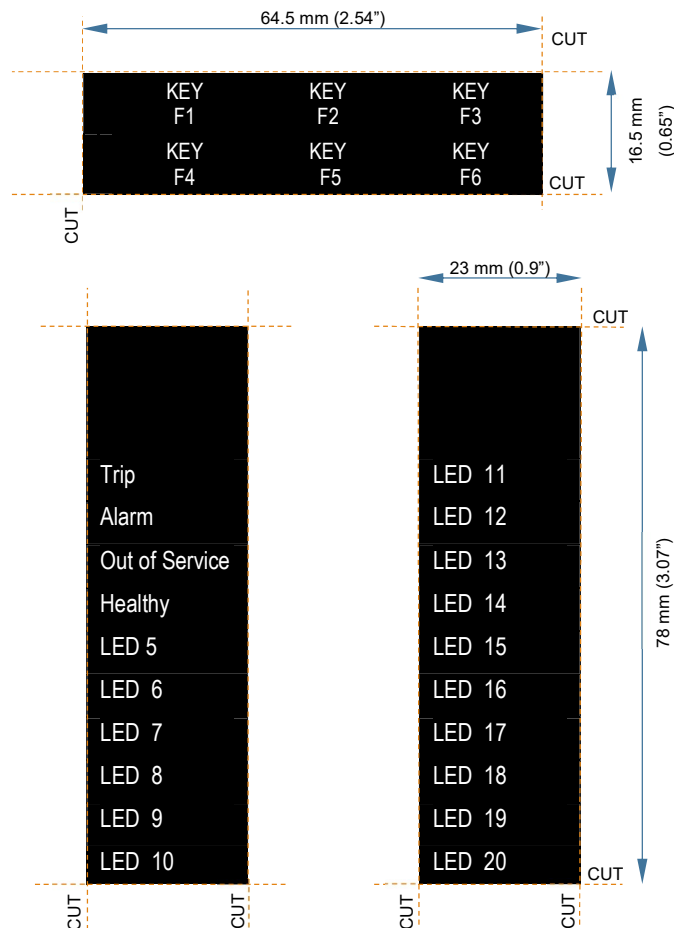 64.5 mm (2.54”)
CUT
KEY KEY KEY
F1 F2 F3
KEY KEY KEY
F4 F5 F6
16.5 mm
(0.65”)
CUT
CUT
23 mm (0.9”)
CUT
Trip
Alarm
Out of Service
Healthy
LED 5
LED 6
LED 7
LED 8
LED 9
LED 10
LED 11
LED 12
LED 13
LED 14
LED 15
LED 16
LED 17
LED 18
LED 19
LED 20
78 mm (3.07”)
CUT
CUT
CUT
CUT
CUT